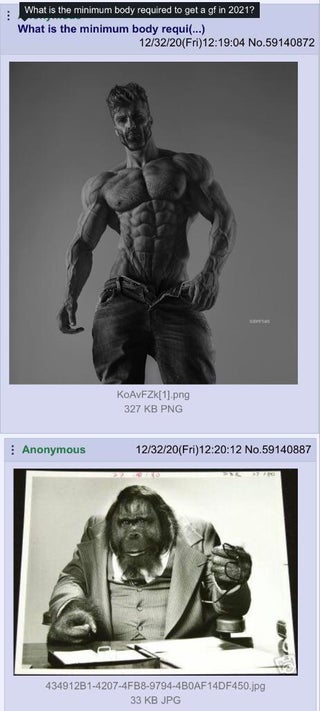 What is the minimum body required to get a gf in 2021?
What is the minimum body requi(...)
12/32/20(Fri)12:19:04 No.59140872
KoAvFZk[1].png
327 KB PNG
Anonymous
12/32/20(Fri)12:20:12 No.59140887
434912B1-4207-4FB8-9794-4B0AF14DF450.jpg
33 KB JPG